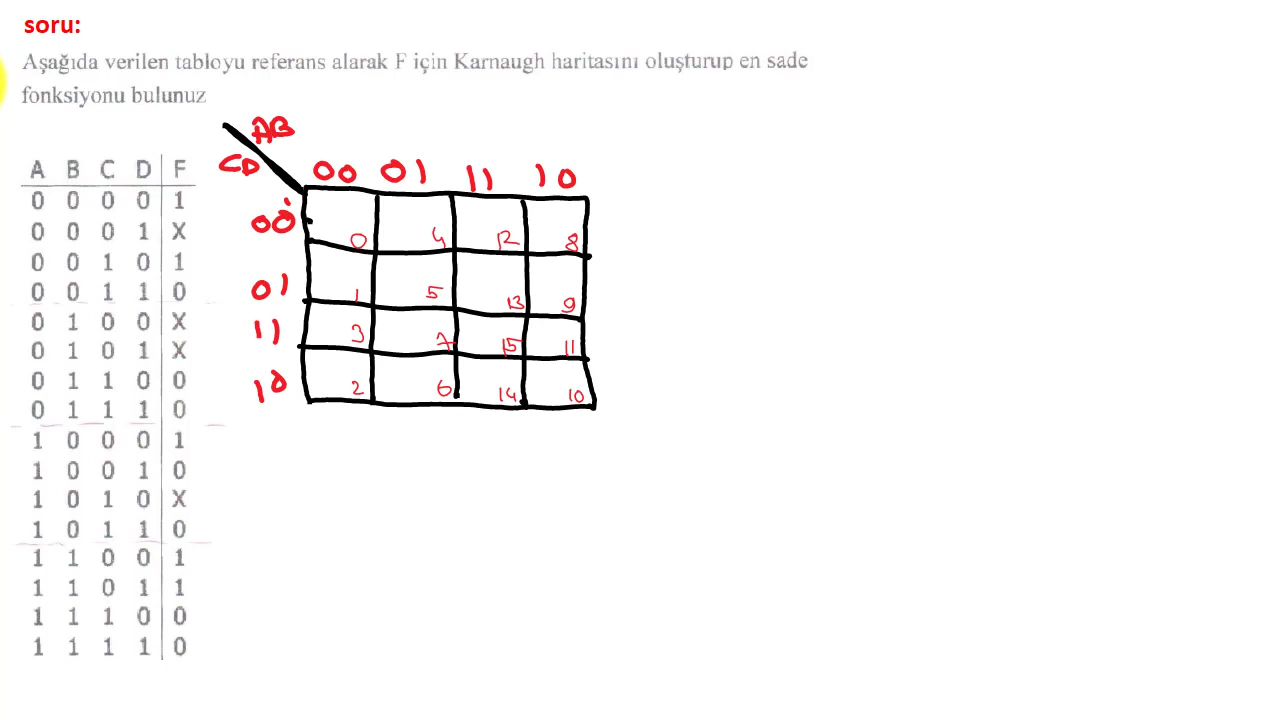 soru:
Aşağıda verilen tabloyu referans alarak F için Karnaugh haritasını oluşturup en sade
fonksiyonu bulunuz
A B C D F
0 0 0 0 1
0 0 0 1 X
0 0 1 0 1
0 0 1 1 0
0 1 0 0 X
0 1 0 1 X
0 1 1 0 0
0 1 1 1 0
1 0 0 0 1
1 0 0 1 0
1 0 1 0 X
1 0 1 1 0
1 1 0 0 1
1 1 0 1 1
1 1 1 0 0
1 1 1 1 0
AB
CD
00 01 11 10
00 0 4 12 8
01 1 5 13 9
11 3 7 15 11
10 2 6 14 10